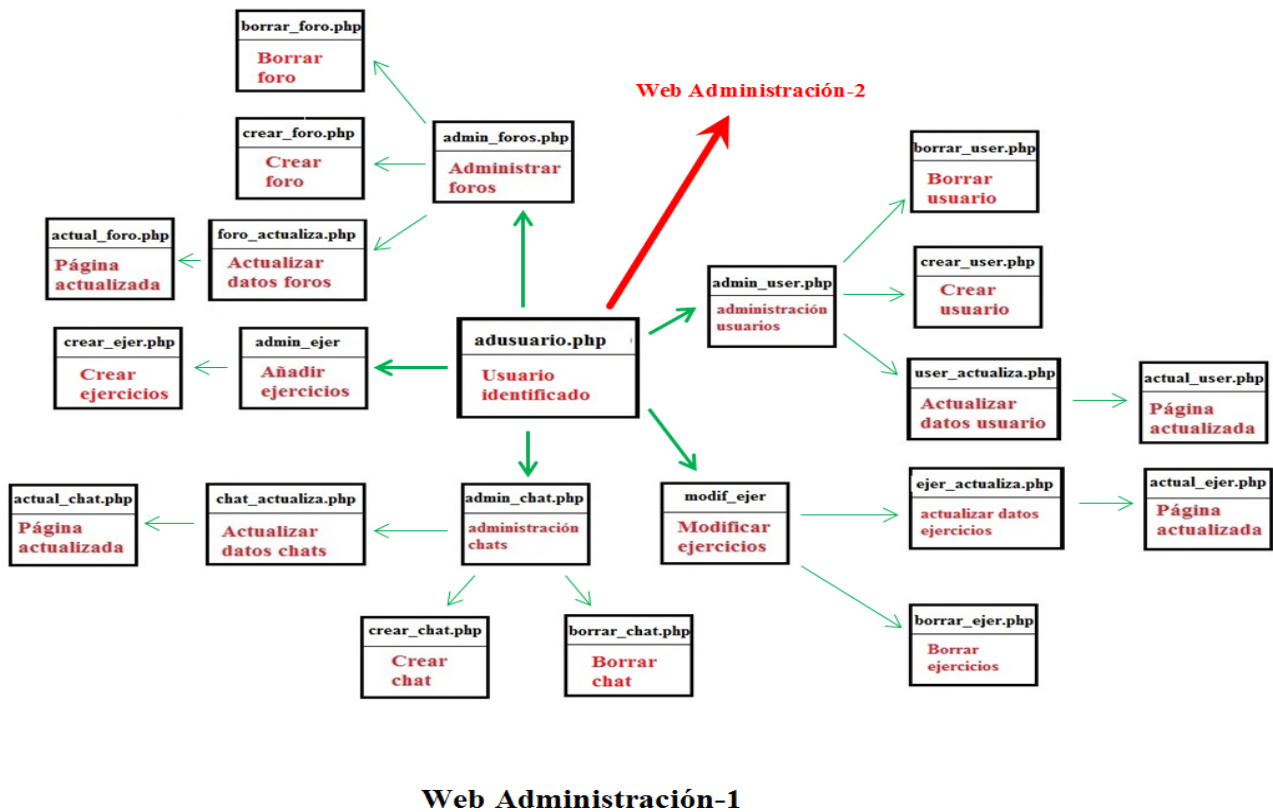 borrar_foro.php
Borrar
foro
Web Administración-2
crear_foro.php
Crear
foro
admin_foros.php
Administrar
foros
borrar_user.php
Borrar
usuario
actual_foro.php
Página
actualizada
foro_actualiza.php
Actualizar
datos foros
admin_user.php
administración
usuarios
crear_user.php
Crear
usuario
crear_ejer.php
Crear
ejercicios
admin_ejer
Añadir
ejercicios
adusuario.php
Usuario
identificado
user_actualiza.php
Actualizar
datos usuario
actual_user.php
Página
actualizada
actual_chat.php
Página
actualizada
chat_actualiza.php
Actualizar
datos chats
admin_chat.php
administración
chats
modif_ejer
Modificar
ejercicios
ejer_actualiza.php
actualizar datos
ejercicios
actual_ejer.php
Página
actualizada
crear_chat.php
Crear
chat
borrar_chat.php
Borrar
chat
borrar_ejer.php
Borrar
ejercicios
Web Administración-1